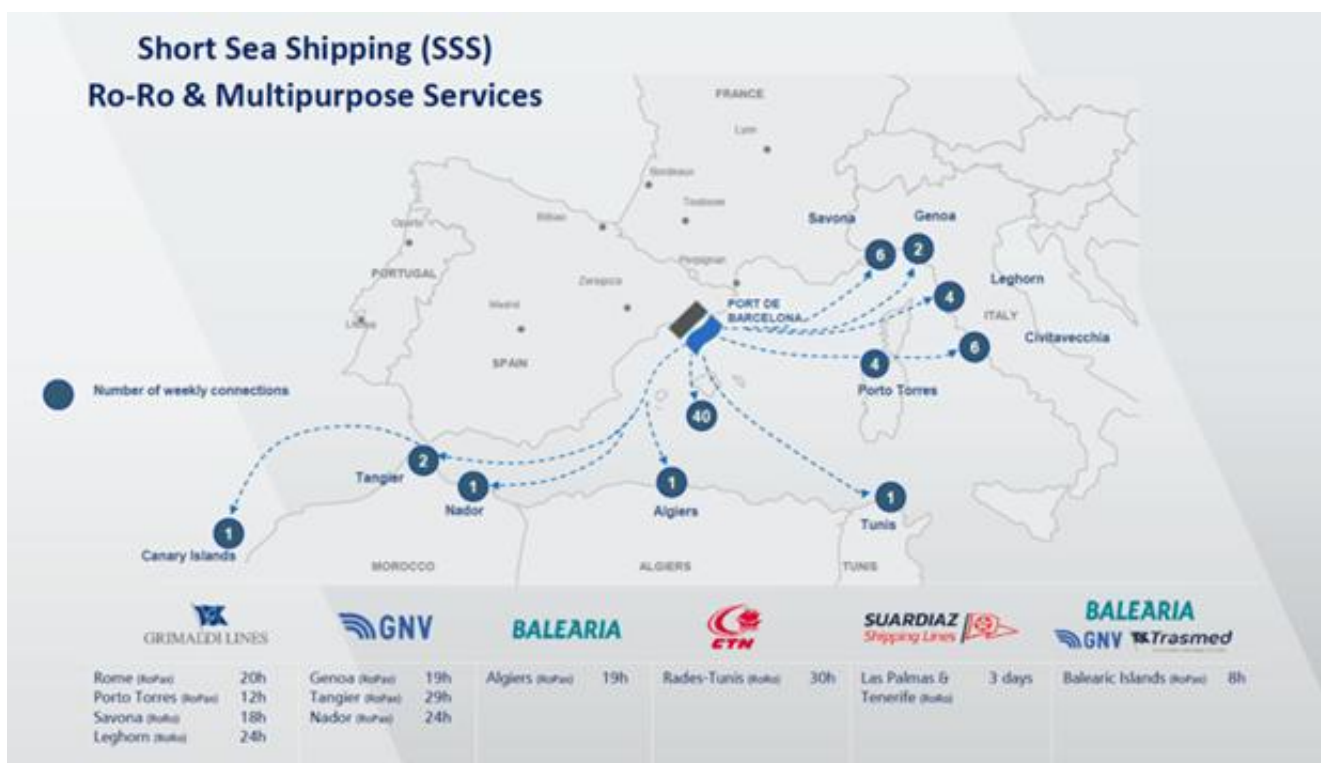 Short Sea Shipping (SSS)
Ro-Ro & Multipurpose Services
FRANCE
Lyon
Bordeaux
Toulouse
Savona
Genoa
Oporto
Bilbao
6
2
Perpignan
PORTUGAL
Zaragoza
Leghorn
4
Madrid
PORT DE
BARCELONA
ITALY
Lisboa
Civitavecchia
6
SPAIN
4
Number of weekly connections
Porto Torres
40
2
Tangier
1
1
1
Nador
Algiers
Tunis
1
Canary Islands
MOROCCO
ALGIERS
TUNIS
GRIMALDI LINES
GNV
BALEÀRIA
CTN
SUARDIAZ
Shipping Lines
BALEÀRIA
GNV Trasmed
Rome (RoPax) 20h
Porto Torres (RoPax) 12h
Savona (RoRo) 18h
Leghorn (RoRo) 24h
Genoa (RoPax) 19h
Tangier (RoPax) 29h
Nador (RoPax) 24h
Algiers (RoPax) 19h
Rades-Tunis (RoRo) 30h
Las Palmas & 3 days
Tenerife (RoRo)
Balearic Islands (RoPax) 8h